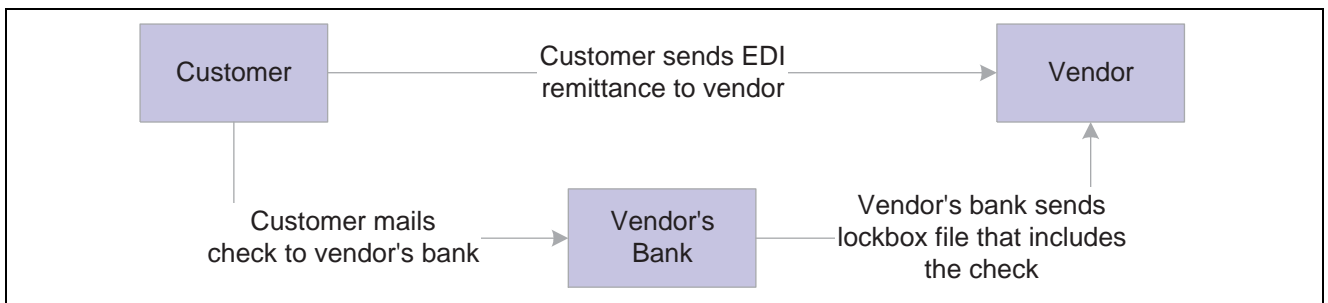 Customer
Customer sends EDI
remittance to vendor
Vendor
Customer mails
check to vendor's bank
Vendor's
Bank
Vendor's bank sends
lockbox file that includes
the check